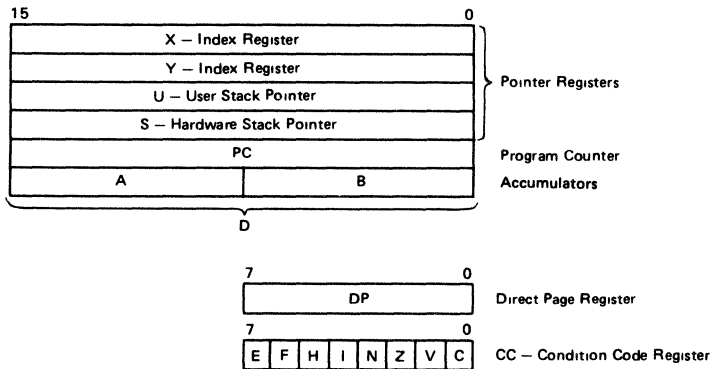 15 0
X — Index Register
Y — Index Register
U — User Stack Pointer
S — Hardware Stack Pointer
Pointer Registers
PC Program Counter
A B Accumulators
D
7 0
DP Direct Page Register
7 0
E F H I N Z V C CC — Condition Code Register